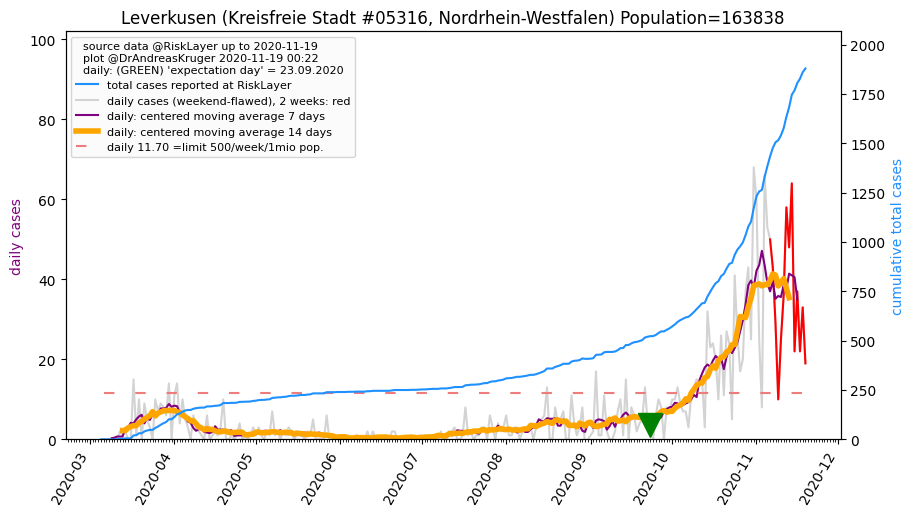 Leverkusen (Kreisfreie Stadt #05316, Nordrhein-Westfalen) Population=163838
source data @RiskLayer up to 2020-11-19
plot @DrAndreasKruger 2020-11-19 00:22
daily: (GREEN) 'expectation day' = 23.09.2020
total cases reported at RiskLayer
daily cases (weekend-flawed), 2 weeks: red
daily: centered moving average 7 days
daily: centered moving average 14 days
daily 11.70 =limit 500/week/1mio pop.
daily cases
100
80
60
40
20
0
cumulative total cases
2000
1750
1500
1250
1000
750
500
250
0
2020-03
2020-04
2020-05
2020-06
2020-07
2020-08
2020-09
2020-10
2020-11
2020-12